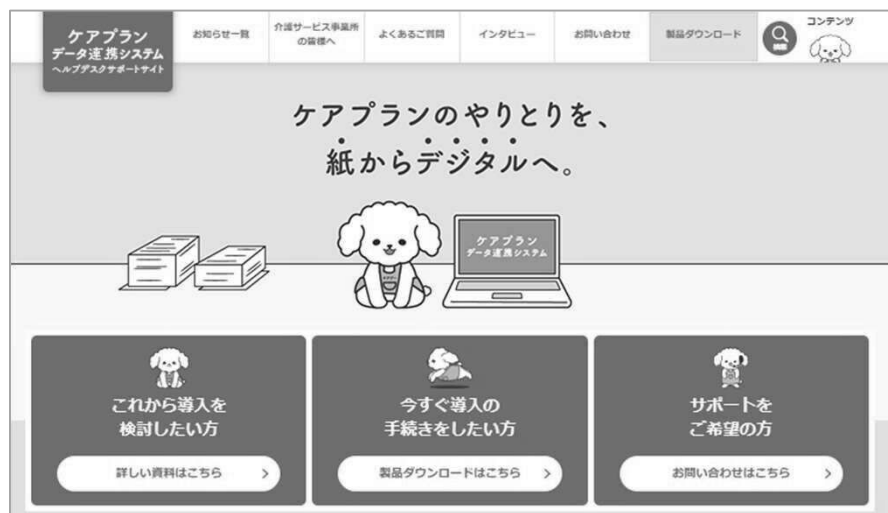 ケアプラン
データ連携システム
ヘルプデスクサポートサイト
お知らせ一覧
介護サービス事業所
の皆様へ
よくあるご質問
インタビュー
お問い合わせ
製品ダウンロード
コンテンツ
ケアプランのやりとりを、
紙からデジタルへ。
ケアプラン
データ連携システム
これから導入を
検討したい方
詳しい資料はこちら
今すぐ導入の
手続きをしたい方
製品ダウンロードはこちら
サポートを
ご希望の方
お問い合わせはこちら